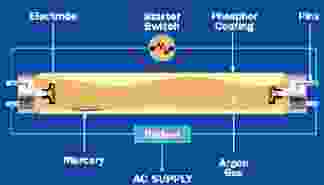 Electrode
Starter
Switch
Phosphor
Coating
Pins
Ballast
Mercury
Argon
Gas
AC SUPPLY